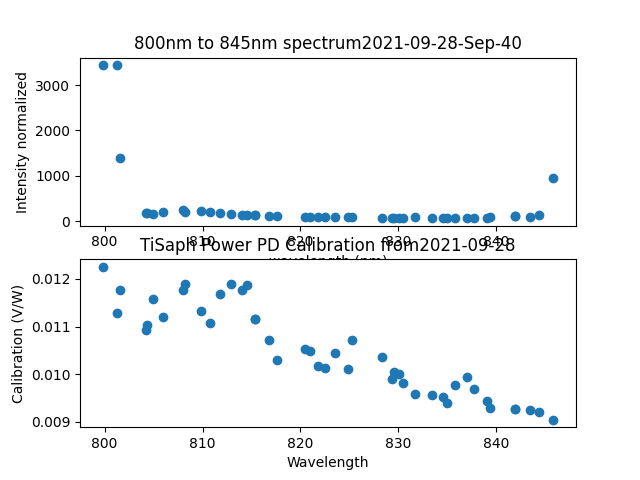 800nm to 845nm spectrum2021-09-28-Sep-40
Intensity normalized
3000
2000
1000
0
800 810 820 830 840
wavelength (nm)
TiSaph Power PD Calibration from2021-09-28
Calibration (V/W)
0.012
0.011
0.010
0.009
800 810 820 830 840
Wavelength